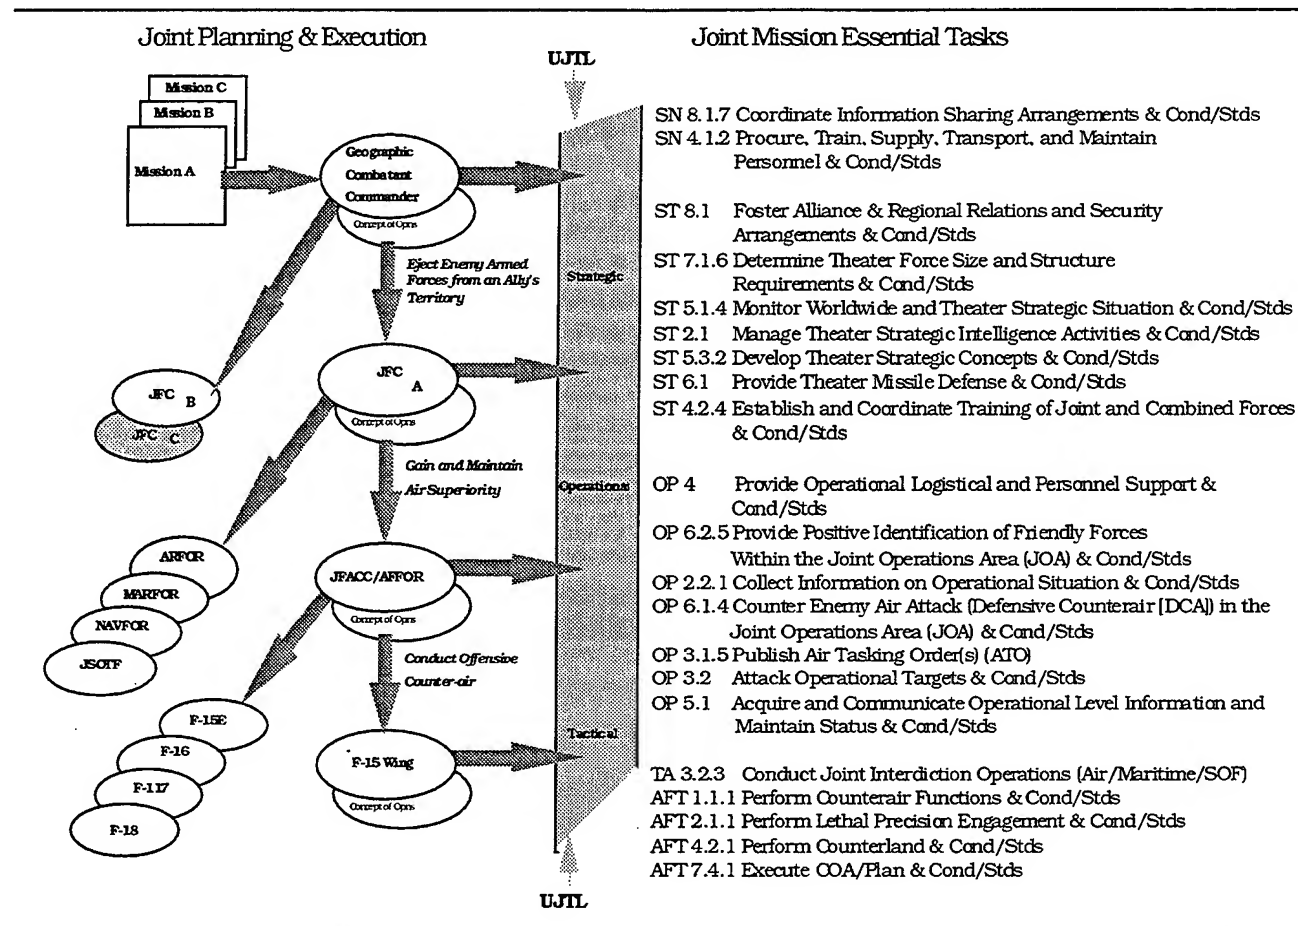 Joint Planning & Execution
Joint Mission Essential Tasks
UJTL
Mission C
Mission B
Mission A
Geographic
Combatant
Commander
Concept of Opns
Eject Enemy Armed
Forces from an Ally's
Territory
Strategic
JFC B
JFC C
JFC
A
Concept of Opns
Gain and Maintain
Air Superiority
Operational
ARFOR
MARFOR
NAVFOR
JSOTF
JFACC/AFFOR
Concept of Opns
Conduct Offensive
Counter-air
F-15E
F-16
F-117
F-18
F-15 Wing
Concept of Opns
Tactical
UJTL
SN 8.1.7 Coordinate Information Sharing Arrangements & Cond/Stds
SN 4.1.2 Procure, Train, Supply, Transport, and Maintain
Personnel & Cond/Stds
ST 8.1 Foster Alliance & Regional Relations and Security
Arrangements & Cond/Stds
ST 7.1.6 Determine Theater Force Size and Structure
Requirements & Cond/Stds
ST 5.1.4 Monitor Worldwide and Theater Strategic Situation & Cond/Stds
ST 2.1 Manage Theater Strategic Intelligence Activities & Cond/Stds
ST 5.3.2 Develop Theater Strategic Concepts & Cond/Stds
ST 6.1 Provide Theater Missile Defense & Cond/Stds
ST 4.2.4 Establish and Coordinate Training of Joint and Combined Forces
& Cond/Stds
OP 4 Provide Operational Logistical and Personnel Support &
Cond/Stds
OP 6.2.5 Provide Positive Identification of Friendly Forces
Within the Joint Operations Area (JOA) & Cond/Stds
OP 2.2.1 Collect Information on Operational Situation & Cond/Stds
OP 6.1.4 Counter Enemy Air Attack (Defensive Counterair [DCA]) in the
Joint Operations Area (JOA) & Cond/Stds
OP 3.1.5 Publish Air Tasking Order(s) (ATO)
OP 3.2 Attack Operational Targets & Cond/Stds
OP 5.1 Acquire and Communicate Operational Level Information and
Maintain Status & Cond/Stds
TA 3.2.3 Conduct Joint Interdiction Operations (Air/Maritime/SOF)
AFT 1.1.1 Perform Counterair Functions & Cond/Stds
AFT 2.1.1 Perform Lethal Precision Engagement & Cond/Stds
AFT 4.2.1 Perform Counterland & Cond/Stds
AFT 7.4.1 Execute COA/Plan & Cond/Stds